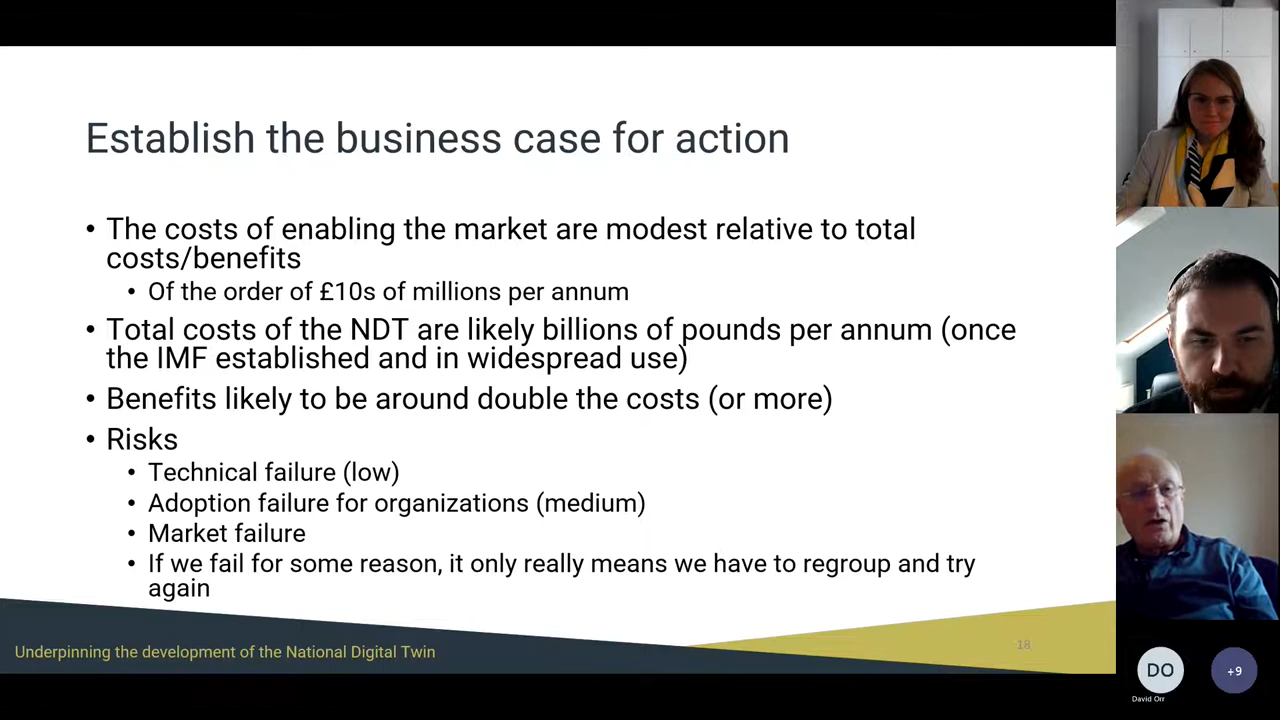 Establish the business case for action
• The costs of enabling the market are modest relative to total
costs/benefits
• Of the order of £10s of millions per annum
• Total costs of the NDT are likely billions of pounds per annum (once
the IMF established and in widespread use)
• Benefits likely to be around double the costs (or more)
• Risks
• Technical failure (low)
• Adoption failure for organizations (medium)
• Market failure
• If we fail for some reason, it only really means we have to regroup and try
again
Underpinning the development of the National Digital Twin
18
DO
+9
David Orr